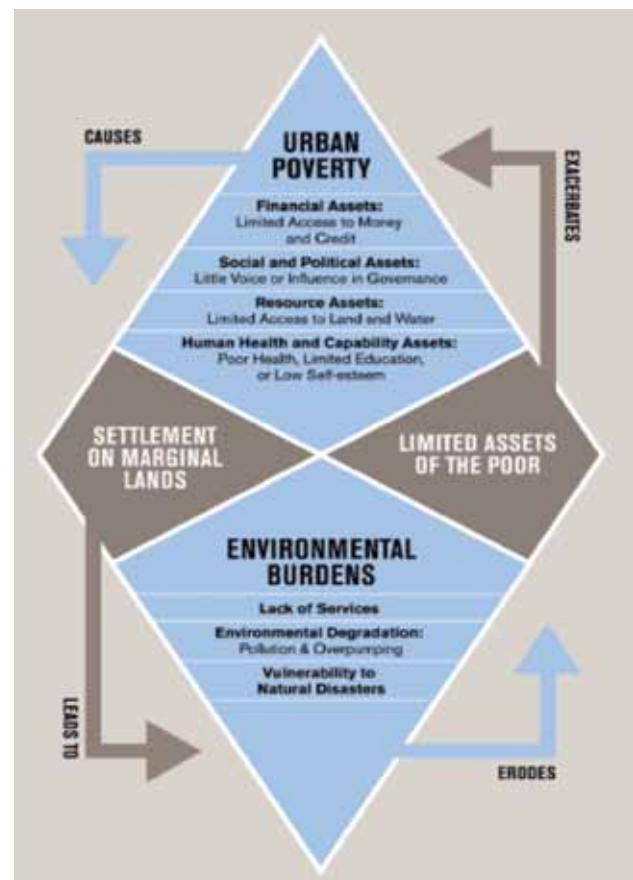 CAUSES
URBAN
POVERTY
Financial Assets:
Limited Access to Money
and Credit
Social and Political Assets:
Little Voice or Influence in Governance
Resource Assets:
Limited Access to Land and Water
Human Health and Capability Assets:
Poor Health, Limited Education,
or Low Self-esteem
EXACERBATES
SETTLEMENT
ON MARGINAL
LANDS
LIMITED ASSETS
OF THE POOR
ENVIRONMENTAL
BURDENS
Lack of Services
Environmental Degradation:
Pollution & Overpumping
Vulnerability to
Natural Disasters
LEADS TO
ERODES